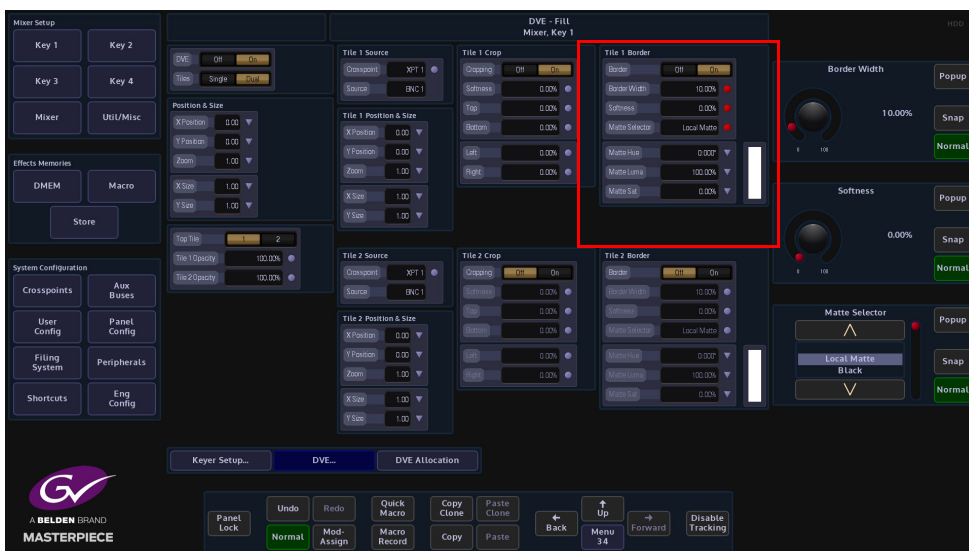 Mixer Setup
DVE - Fill
Mixer, Key 1
HDD
Key 1
Key 2
Key 3
Key 4
Mixer
Util/Misc
Effects Memories
DMEM
Macro
Store
System Configuration
Crosspoints
Aux
Buses
User
Config
Panel
Config
Filing
System
Peripherals
Shortcuts
Eng
Config
DVE Off On
Tiles Single Dual
Position & Size
X Position 0.00
Y Position 0.00
Zoom 1.00
X Size 1.00
Y Size 1.00
Top Tile 1 2
Tile 1 Opacity 100.00%
Tile 2 Opacity 100.00%
Tile 1 Source
Crosspoint XPT 1
Source BNC 1
Tile 1 Position & Size
X Position 0.00
Y Position 0.00
Zoom 1.00
X Size 1.00
Y Size 1.00
Tile 2 Source
Crosspoint XPT 1
Source BNC 1
Tile 2 Position & Size
X Position 0.00
Y Position 0.00
Zoom 1.00
X Size 1.00
Y Size 1.00
Tile 1 Crop
Cropping Off On
Softness 0.00%
Top 0.00%
Bottom 0.00%
Left 0.00%
Right 0.00%
Tile 2 Crop
Cropping Off On
Softness 0.00%
Top 0.00%
Bottom 0.00%
Left 0.00%
Right 0.00%
Tile 1 Border
Border Off On
Border Width 10.00%
Softness 0.00%
Matte Selector Local Matte
Matte Hue 0.000°
Matte Luma 100.00%
Matte Sat 0.00%
Tile 2 Border
Border Off On
Border Width 10.00%
Softness 0.00%
Matte Selector Local Matte
Matte Hue 0.000°
Matte Luma 100.00%
Matte Sat 0.00%
Border Width
10.00%
0 100
Popup
Snap
Normal
Softness
0.00%
0 100
Popup
Snap
Normal
Matte Selector
Local Matte
Black
Popup
Snap
Normal
Keyer Setup...
DVE...
DVE Allocation
GV
A BELDEN BRAND
MASTERPIECE
Panel
Lock
Undo
Redo
Normal
Mod-
Assign
Quick
Macro
Macro
Record
Copy
Clone
Paste
Clone
Copy
Paste
Back
Up
Menu
34
Forward
Disable
Tracking